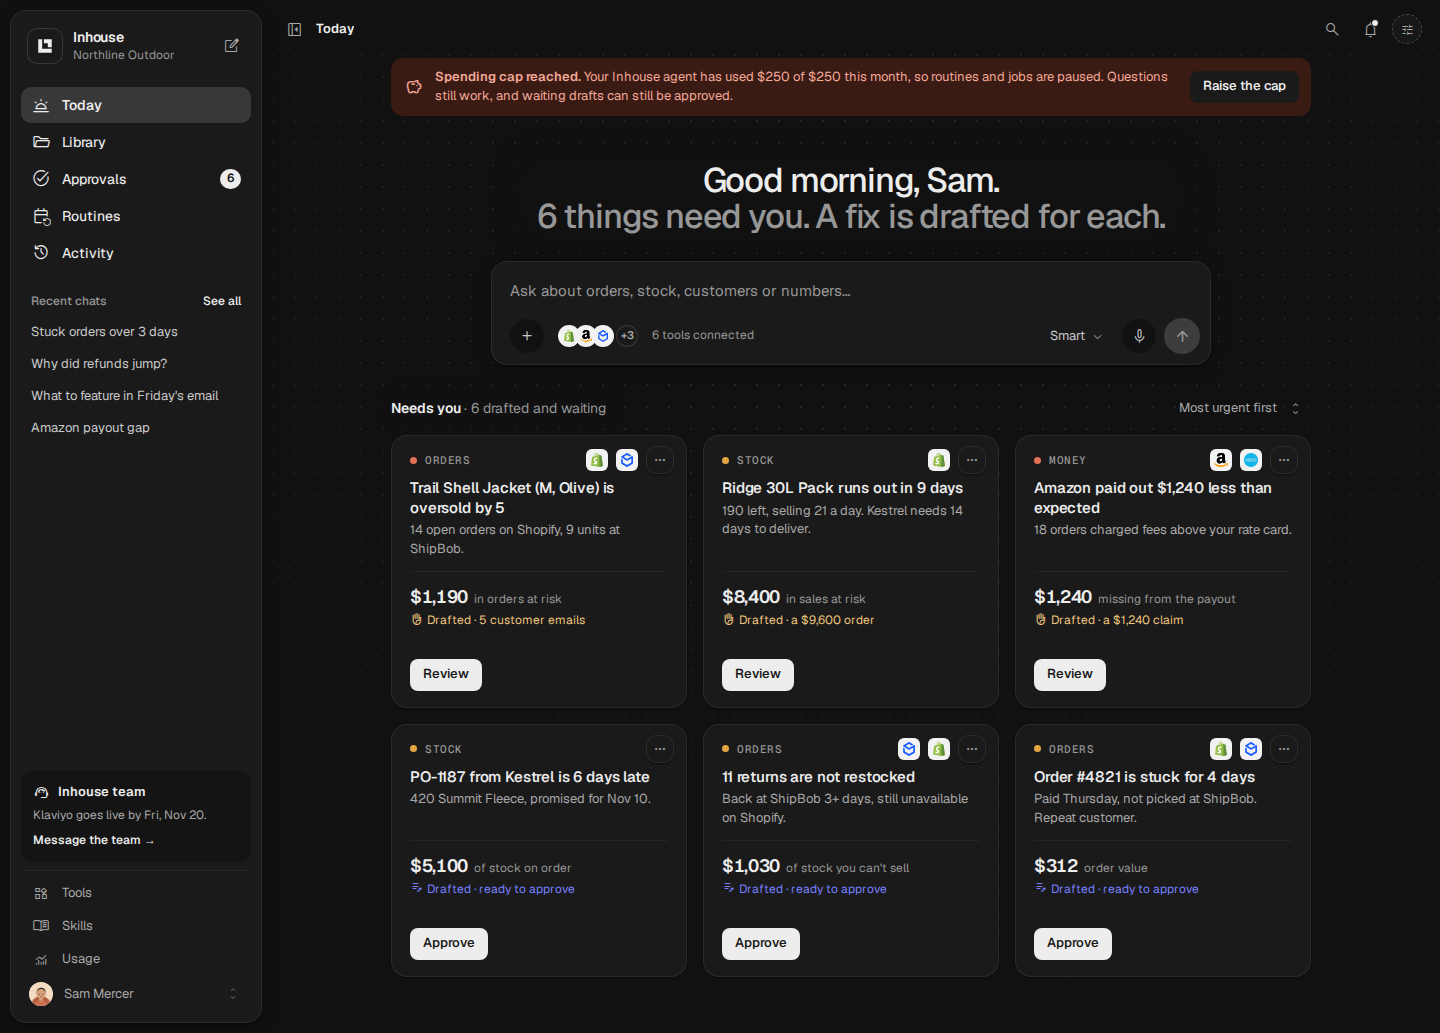 Inhouse
Northline Outdoor
Today
Library
Approvals
6
Routines
Activity
Recent chats
See all
Stuck orders over 3 days
Why did refunds jump?
What to feature in Friday's email
Amazon payout gap
Inhouse team
Klaviyo goes live by Fri, Nov 20.
Message the team →
Tools
Skills
Usage
Sam Mercer
Today
Spending cap reached. Your Inhouse agent has used $250 of $250 this month, so routines and jobs are paused. Questions
still work, and waiting drafts can still be approved.
Raise the cap
Good morning, Sam.
6 things need you. A fix is drafted for each.
Ask about orders, stock, customers or numbers…
+3
6 tools connected
Smart
Needs you · 6 drafted and waiting
Most urgent first
ORDERS
Trail Shell Jacket (M, Olive) is
oversold by 5
14 open orders on Shopify, 9 units at
ShipBob.
$1,190 in orders at risk
Drafted · 5 customer emails
Review
STOCK
Ridge 30L Pack runs out in 9 days
190 left, selling 21 a day. Kestrel needs 14
days to deliver.
$8,400 in sales at risk
Drafted · a $9,600 order
Review
MONEY
Amazon paid out $1,240 less than
expected
18 orders charged fees above your rate card.
$1,240 missing from the payout
Drafted · a $1,240 claim
Review
STOCK
PO-1187 from Kestrel is 6 days late
420 Summit Fleece, promised for Nov 10.
$5,100 of stock on order
Drafted · ready to approve
Approve
ORDERS
11 returns are not restocked
Back at ShipBob 3+ days, still unavailable
on Shopify.
$1,030 of stock you can't sell
Drafted · ready to approve
Approve
ORDERS
Order #4821 is stuck for 4 days
Paid Thursday, not picked at ShipBob.
Repeat customer.
$312 order value
Drafted · ready to approve
Approve